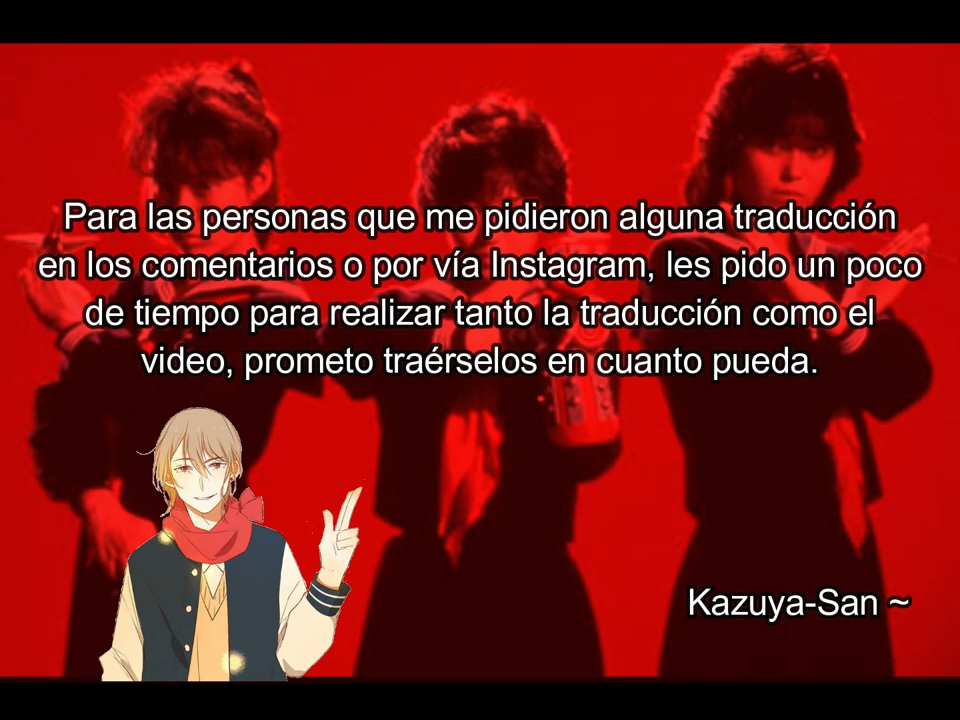 Para las personas que me pidieron alguna traducción
en los comentarios o por vía Instagram, les pido un poco
de tiempo para realizar tanto la traducción como el
video, prometo traérselos en cuanto pueda.
Kazuya-San ~